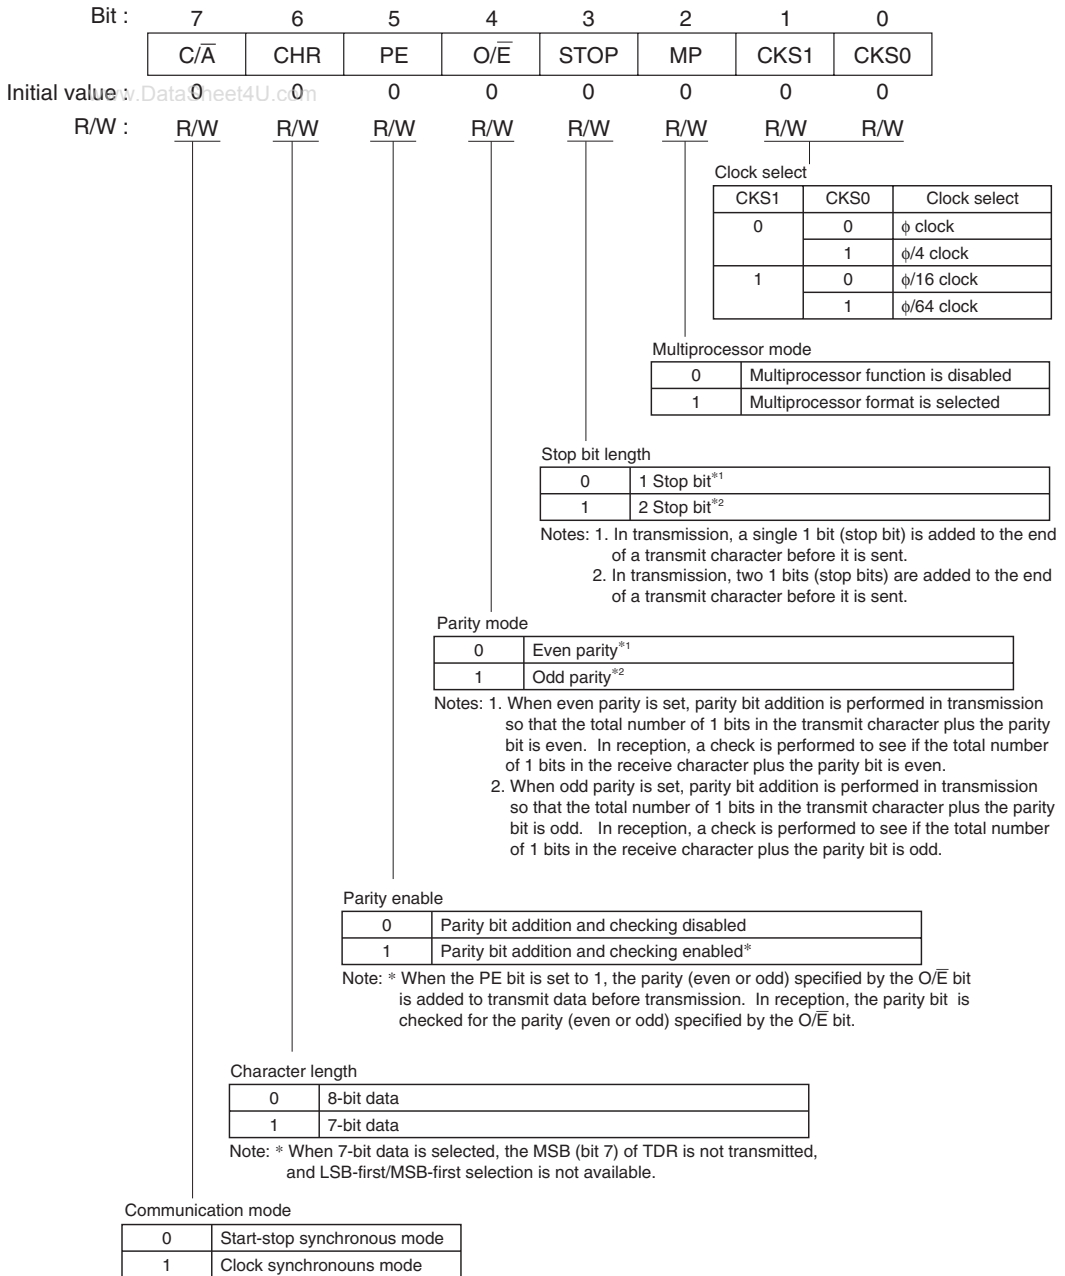 Bit : 7 6 5 4 3 2 1 0
C/A̅ CHR PE O/E̅ STOP MP CKS1 CKS0
Initial value : 0 0 0 0 0 0 0 0
www.DataSheet4U.com
R/W : R/W R/W R/W R/W R/W R/W R/W R/W
Clock select
CKS1 CKS0 Clock select
0 0 ϕ clock
1 ϕ/4 clock
1 0 ϕ/16 clock
1 ϕ/64 clock
Multiprocessor mode
0 Multiprocessor function is disabled
1 Multiprocessor format is selected
Stop bit length
0 1 Stop bit*1
1 2 Stop bit*2
Notes: 1. In transmission, a single 1 bit (stop bit) is added to the end
of a transmit character before it is sent.
2. In transmission, two 1 bits (stop bits) are added to the end
of a transmit character before it is sent.
Parity mode
0 Even parity*1
1 Odd parity*2
Notes: 1. When even parity is set, parity bit addition is performed in transmission
so that the total number of 1 bits in the transmit character plus the parity
bit is even. In reception, a check is performed to see if the total number
of 1 bits in the receive character plus the parity bit is even.
2. When odd parity is set, parity bit addition is performed in transmission
so that the total number of 1 bits in the transmit character plus the parity
bit is odd. In reception, a check is performed to see if the total number
of 1 bits in the receive character plus the parity bit is odd.
Parity enable
0 Parity bit addition and checking disabled
1 Parity bit addition and checking enabled*
Note: * When the PE bit is set to 1, the parity (even or odd) specified by the O/E̅ bit
is added to transmit data before transmission. In reception, the parity bit is
checked for the parity (even or odd) specified by the O/E̅ bit.
Character length
0 8-bit data
1 7-bit data
Note: * When 7-bit data is selected, the MSB (bit 7) of TDR is not transmitted,
and LSB-first/MSB-first selection is not available.
Communication mode
0 Start-stop synchronous mode
1 Clock synchronouns mode